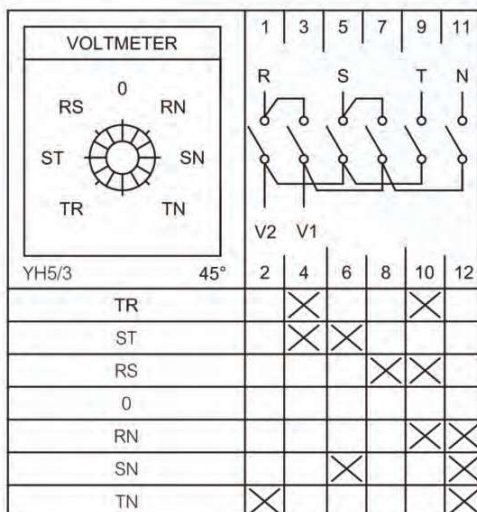 VOLTMETER
0
RS RN
ST SN
TR TN
YH5/3 45°
1 3 5 7 9 11
R S T N
V2 V1
2 4 6 8 10 12
TR
ST
RS
0
RN
SN
TN